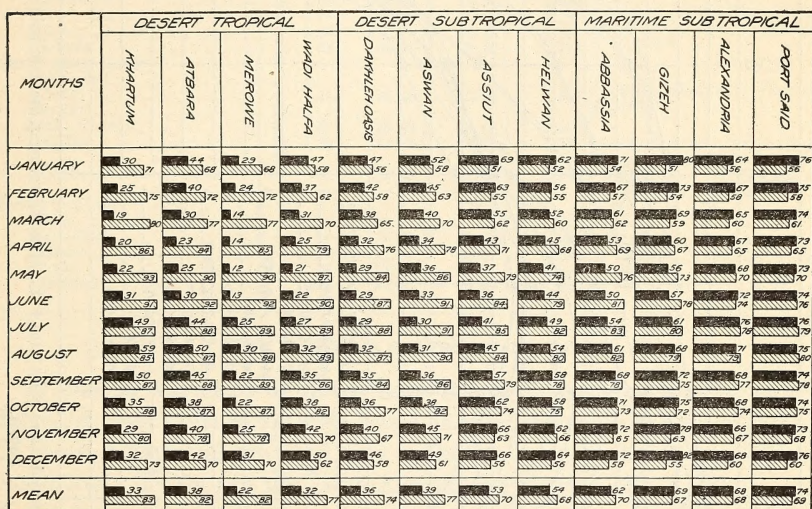 DESERT TROPICAL DESERT SUBTROPICAL MARITIME SUBTROPICAL
MONTHS KHARTUM ATBARA MEROWE WADI HALFA DAKHLEH OASIS ASWAN ASSIUT HELWAN ABBASSIA GIZEH ALEXANDRIA PORT SAID
JANUARY 30 44 29 47 47 52 69 62 71 80 64 76
71 68 68 58 56 58 51 52 54 51 56 56
FEBRUARY 25 40 24 37 42 45 63 56 67 73 67 75
75 72 72 62 58 63 55 55 57 54 58 58
MARCH 19 30 14 31 38 40 55 52 61 69 65 74
80 77 77 70 65 70 62 60 62 59 60 61
APRIL 20 23 14 25 32 34 43 45 53 60 67 73
86 84 85 79 76 78 71 68 69 67 65 65
MAY 22 25 12 21 29 36 37 41 50 56 68 70
93 90 90 87 84 86 79 74 76 73 70 70
JUNE 31 30 13 22 29 33 36 44 50 57 72 74
91 92 92 90 87 91 84 79 81 78 74 76
JULY 49 44 25 27 29 30 41 49 54 61 76 76
87 88 89 89 88 91 85 82 83 80 78 79
AUGUST 59 50 30 32 32 31 45 54 61 68 71 75
85 87 88 89 87 90 84 80 82 79 79 80
SEPTEMBER 50 45 22 35 35 36 57 58 68 72 68 74
87 88 89 86 84 86 79 78 78 75 77 79
OCTOBER 35 38 22 38 36 38 62 58 71 75 68 74
88 87 87 82 77 82 74 75 73 72 74 74
NOVEMBER 29 40 25 42 40 45 66 62 72 78 66 73
80 78 78 70 67 71 63 66 65 63 67 68
DECEMBER 32 42 31 50 46 49 66 64 72 82 68 76
73 70 70 62 58 61 56 56 58 55 60 60
MEAN 33 38 22 32 36 39 53 54 62 69 68 74
83 82 82 77 74 77 70 68 70 67 68 69